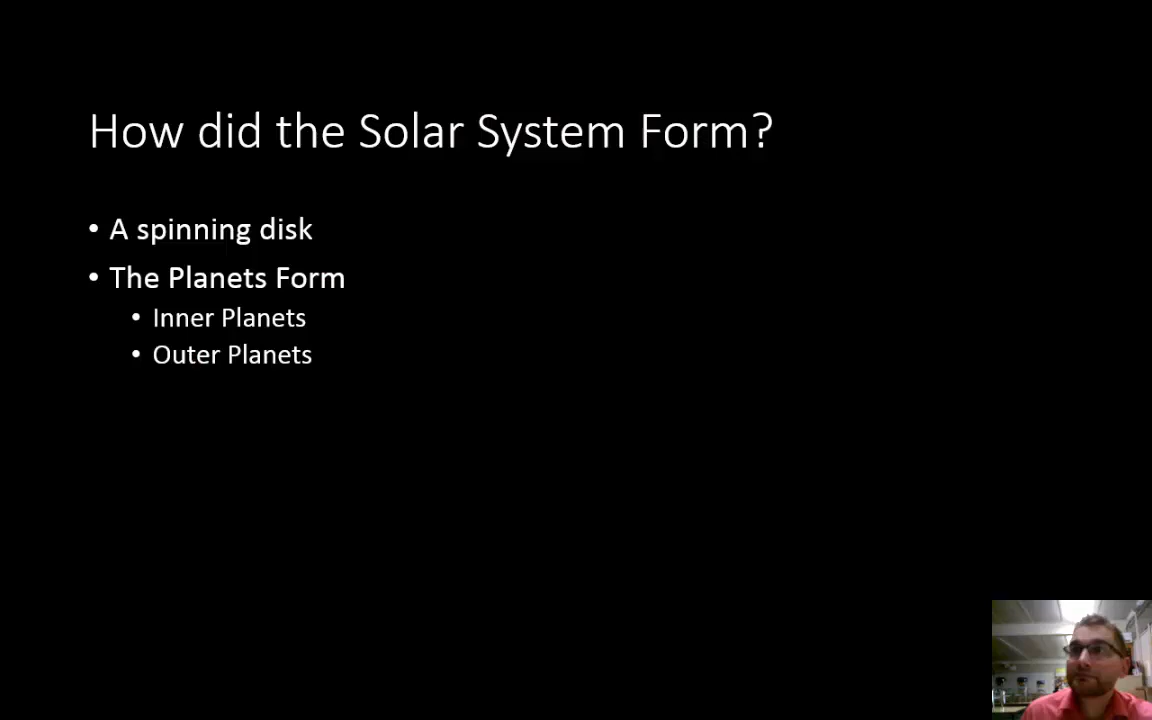 How did the Solar System Form?
• A spinning disk
• The Planets Form
• Inner Planets
• Outer Planets